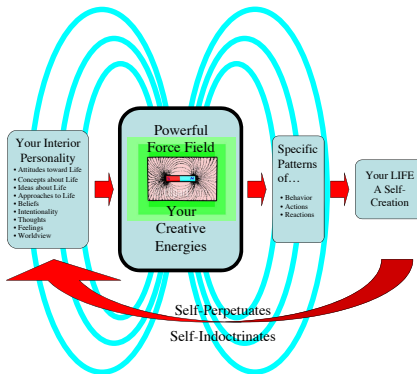 Your Interior
Personality
• Attitudes toward Life
• Concepts about Life
• Ideas about Life
• Approaches to Life
• Beliefs
• Intentionality
• Thoughts
• Feelings
• Worldview
Powerful
Force Field
Your
Creative
Energies
Specific
Patterns of…
• Behavior
• Actions
• Reactions
Your LIFE
A Self-
Creation
Self-Perpetuates
Self-Indoctrinates